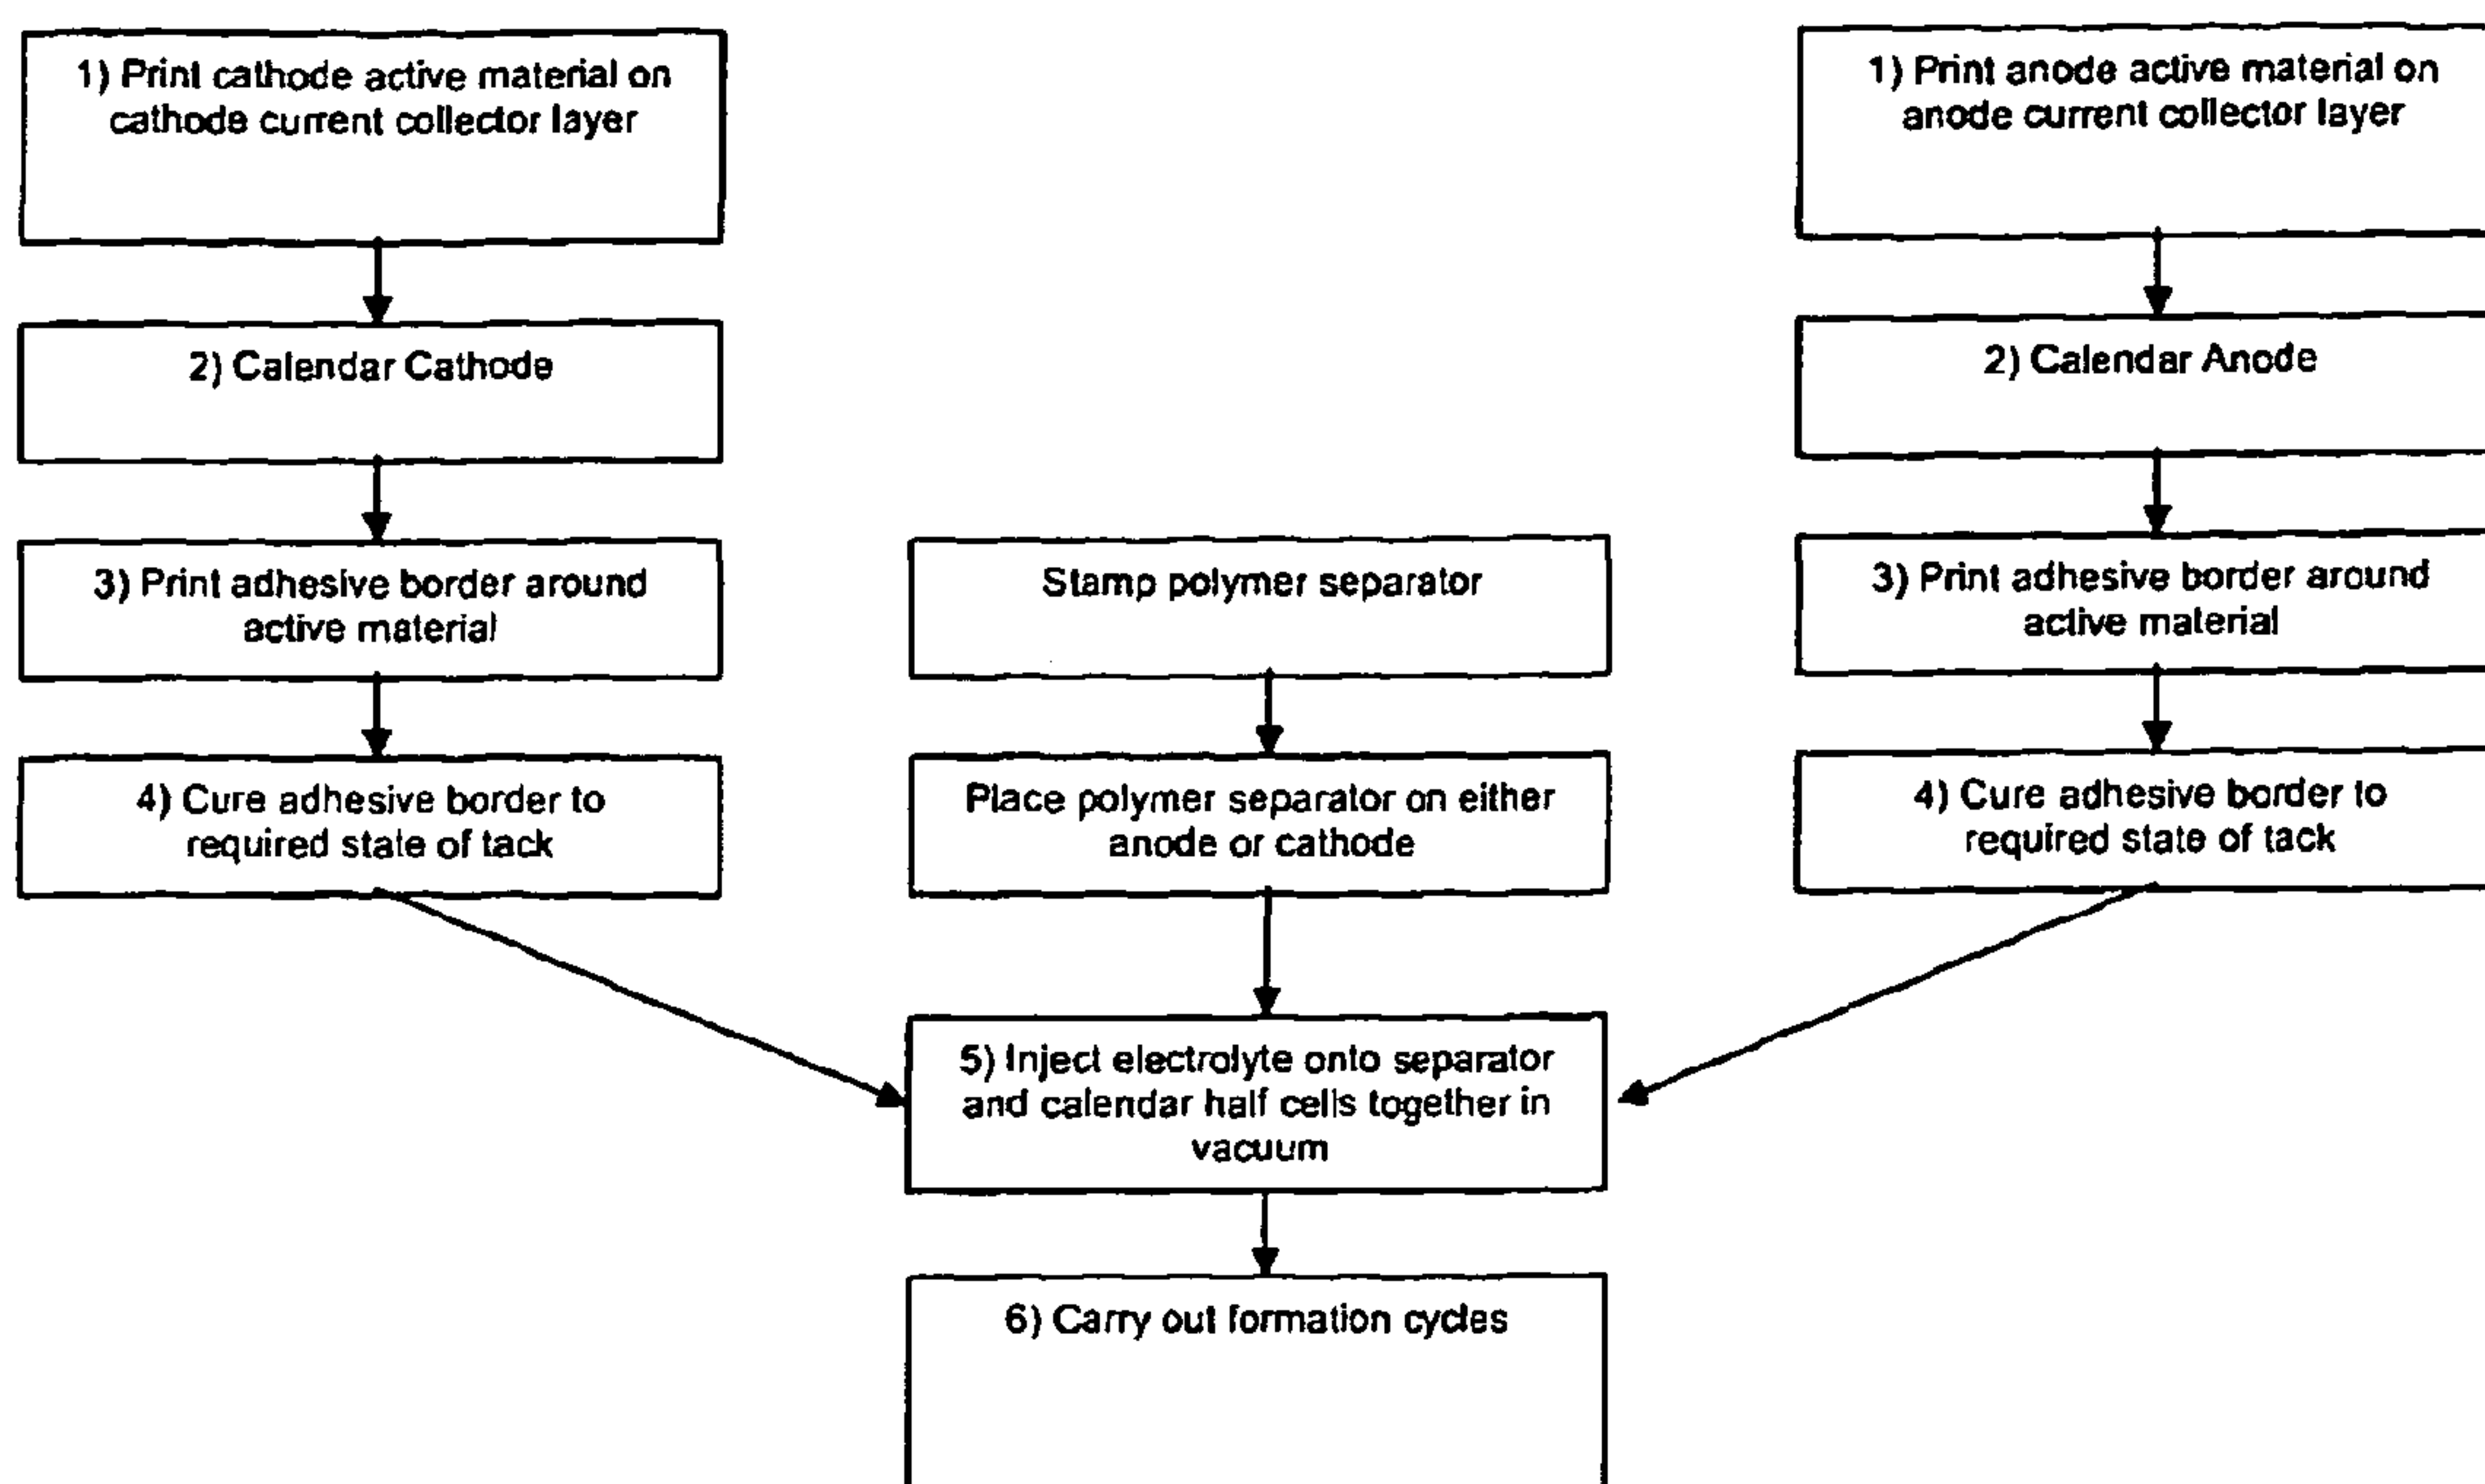 1) Print cathode active material on
cathode current collector layer
1) Print anode active material on
anode current collector layer
2) Calendar Cathode
2) Calendar Anode
3) Print adhesive border around
active material
Stamp polymer separator
3) Print adhesive border around
active material
4) Cure adhesive border to
required state of tack
Place polymer separator on either
anode or cathode
4) Cure adhesive border to
required state of tack
5) Inject electrolyte onto separator
and calendar half cells together in
vacuum
6) Carry out formation cycles